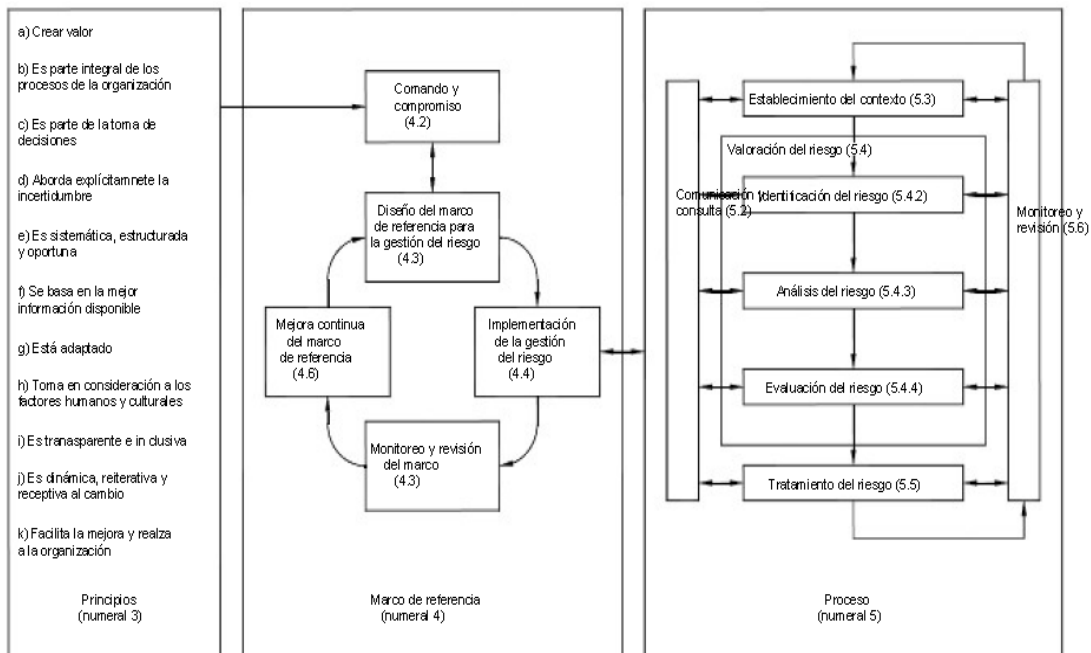 a) Crear valor
b) Es parte integral de los
procesos de la organización
c) Es parte de la toma de
decisiones
d) Aborda explícitamnete la
incertidumbre
e) Es sistemática, estructurada
y oportuna
f) Se basa en la mejor
información disponible
g) Está adaptado
h) Toma en consideración a los
factores humanos y culturales
i) Es transparente e in clusiva
j) Es dinámica, reiterativa y
receptiva al cambio
k) Facilita la mejora y realza
a la organización
Principios
(numeral 3)
Comando y
compromiso
(4.2)
Diseño del marco
de referencia para
la gestión del riesgo
(4.3)
Mejora continua
del marco
de referencia
(4.6)
Implementación
de la gestión
del riesgo
(4.4)
Monitoreo y revisión
del marco
(4.3)
Marco de referencia
(numeral 4)
Establecimiento del contexto (5.3)
Valoración del riesgo (5.4)
Comunicación y
consulta (5.2)
Identificación del riesgo (5.4.2)
Monitoreo y
revisión (5.6)
Análisis del riesgo (5.4.3)
Evaluación del riesgo (5.4.4)
Tratamiento del riesgo (5.5)
Proceso
(numeral 5)